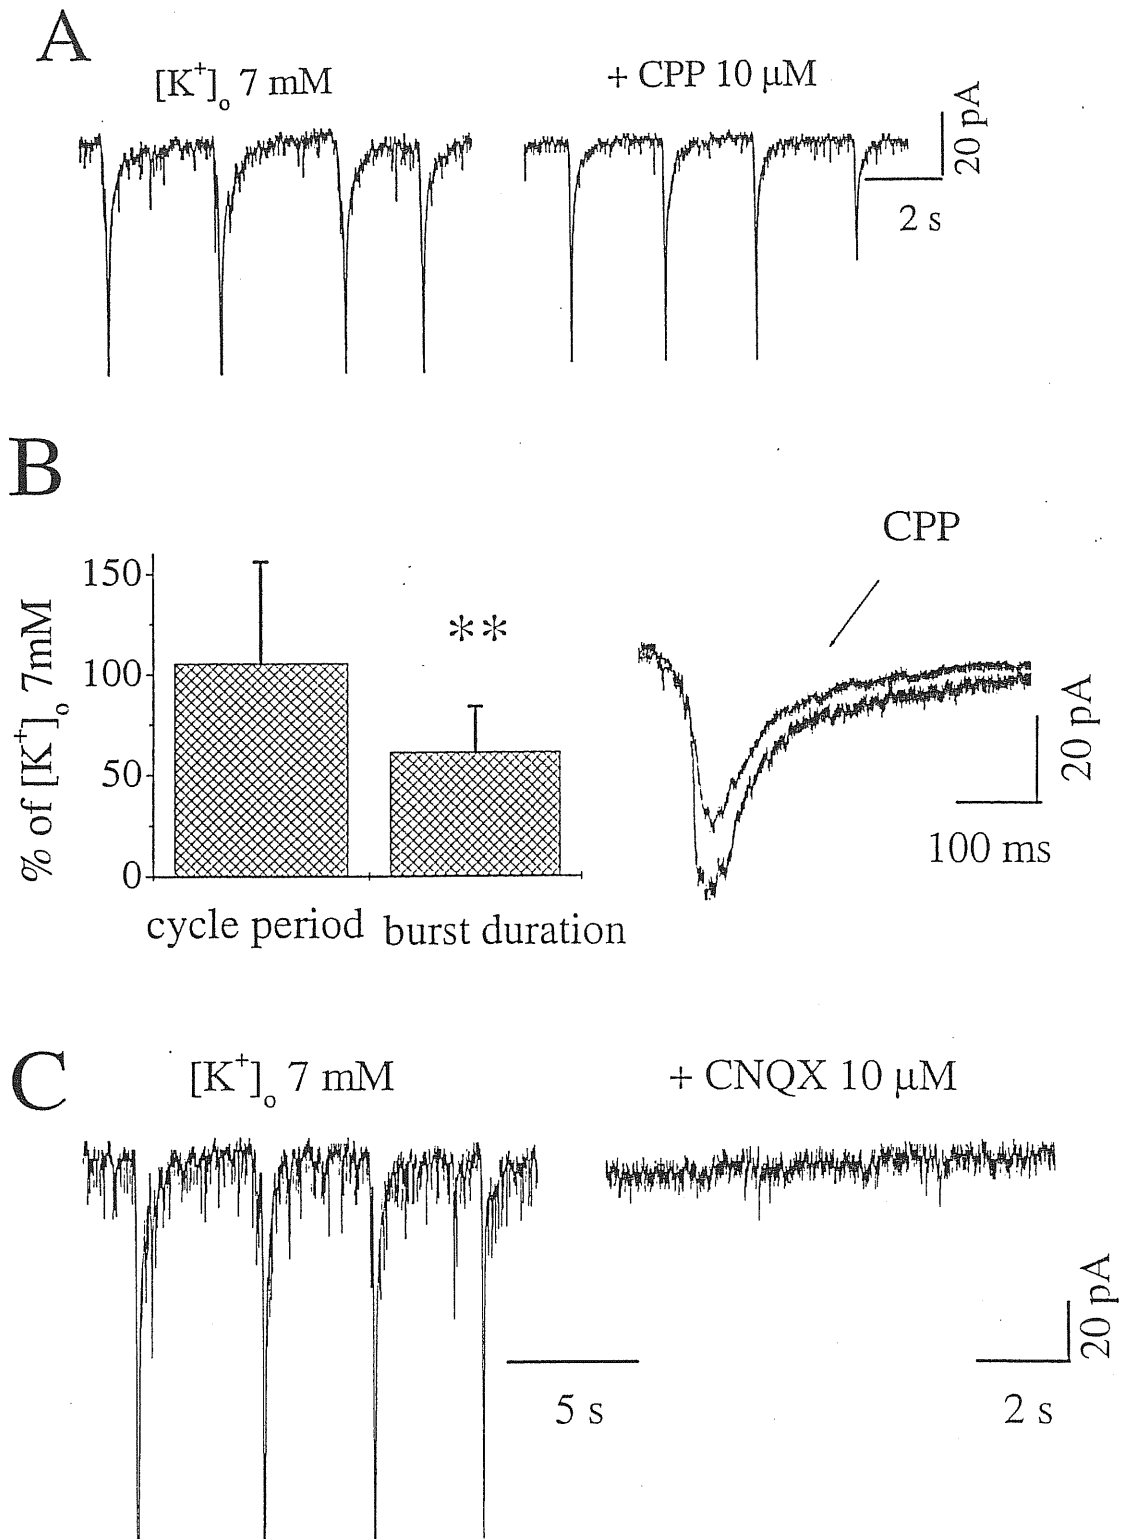 A
[K+]o 7 mM
+ CPP 10 μM
20 pA
2 s
B
CPP
% of [K+]o 7mM
150
100
50
0
**
cycle period
burst duration
20 pA
100 ms
C
[K+]o 7 mM
+ CNQX 10 μM
20 pA
5 s
2 s